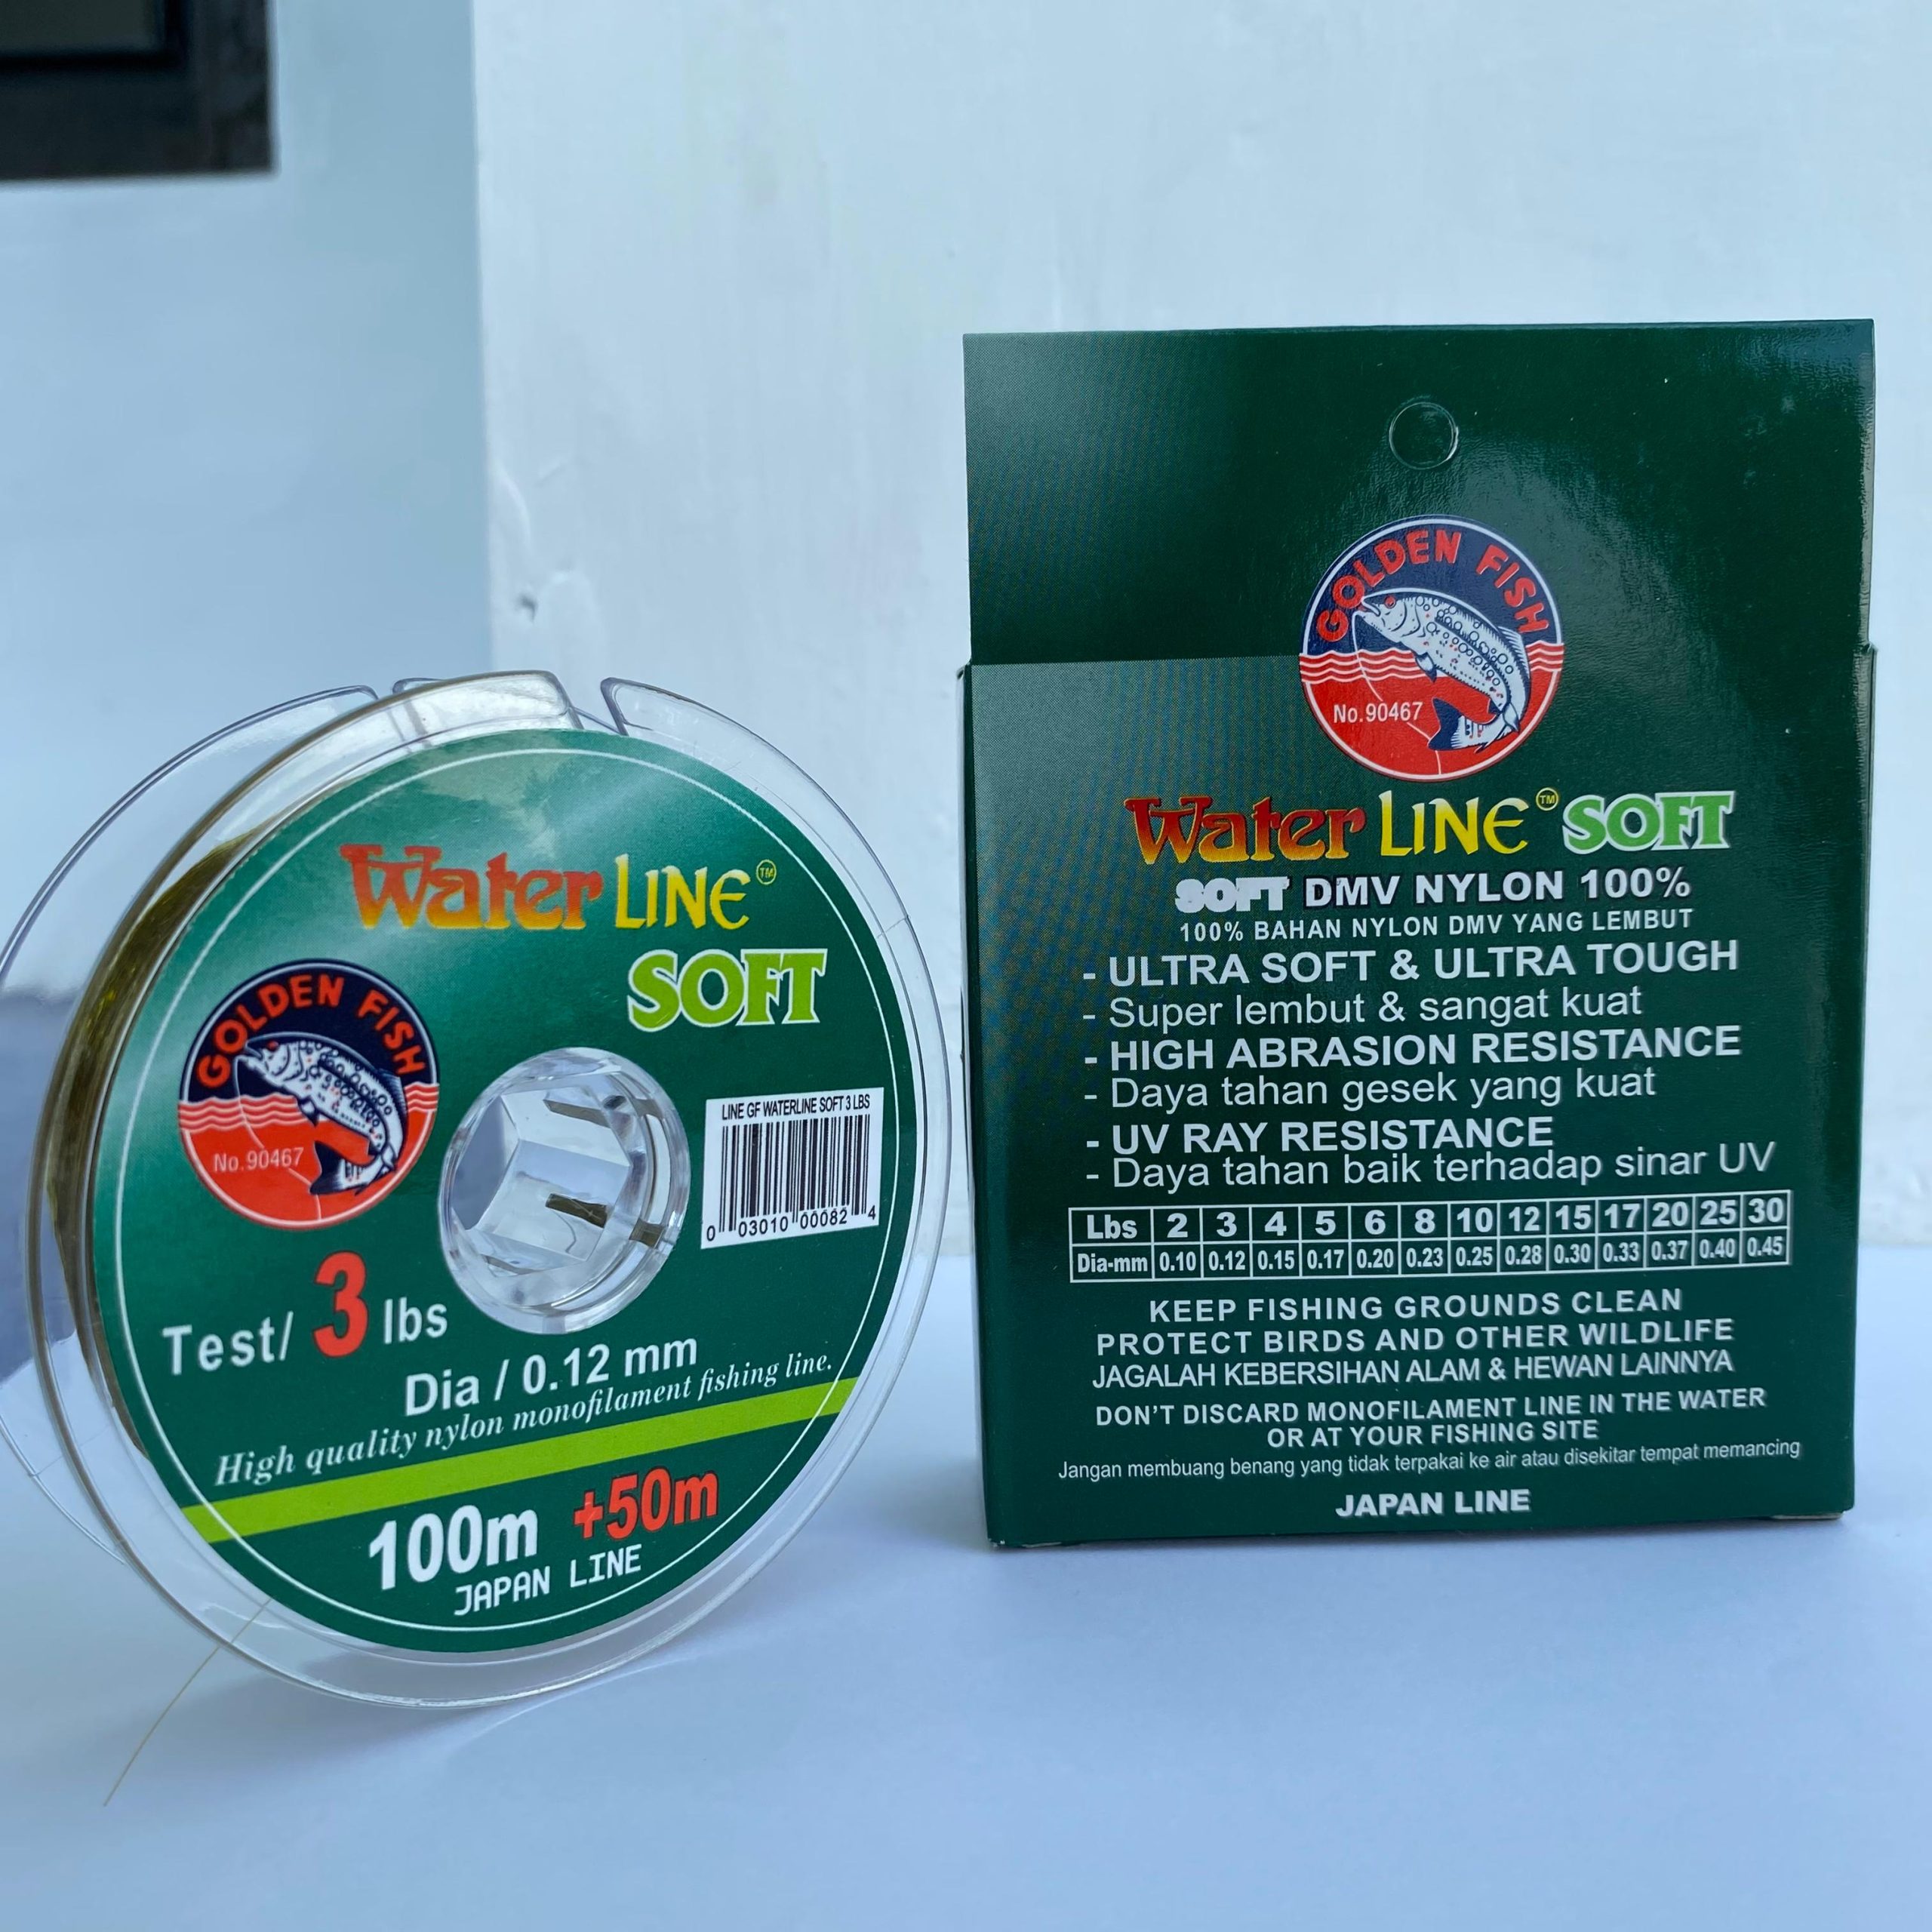 Water LINE™
SOFT
GOLDEN FISH
No.90467
LINE GF WATERLINE SOFT 3 LBS
0 03010 00082 4
Test/ 3 lbs
Dia / 0.12 mm
High quality nylon monofilament fishing line.
100m +50m
JAPAN LINE
GOLDEN FISH
No.90467
Water LINE™ SOFT
SOFT DMV NYLON 100%
100% BAHAN NYLON DMV YANG LEMBUT
- ULTRA SOFT & ULTRA TOUGH
- Super lembut & sangat kuat
- HIGH ABRASION RESISTANCE
- Daya tahan gesek yang kuat
- UV RAY RESISTANCE
- Daya tahan baik terhadap sinar UV
Lbs 2 3 4 5 6 8 10 12 15 17 20 25 30
Dia-mm 0.10 0.12 0.15 0.17 0.20 0.23 0.25 0.28 0.30 0.33 0.37 0.40 0.45
KEEP FISHING GROUNDS CLEAN
PROTECT BIRDS AND OTHER WILDLIFE
JAGALAH KEBERSIHAN ALAM & HEWAN LAINNYA
DON'T DISCARD MONOFILAMENT LINE IN THE WATER
OR AT YOUR FISHING SITE
Jangan membuang benang yang tidak terpakai ke air atau disekitar tempat memancing
JAPAN LINE